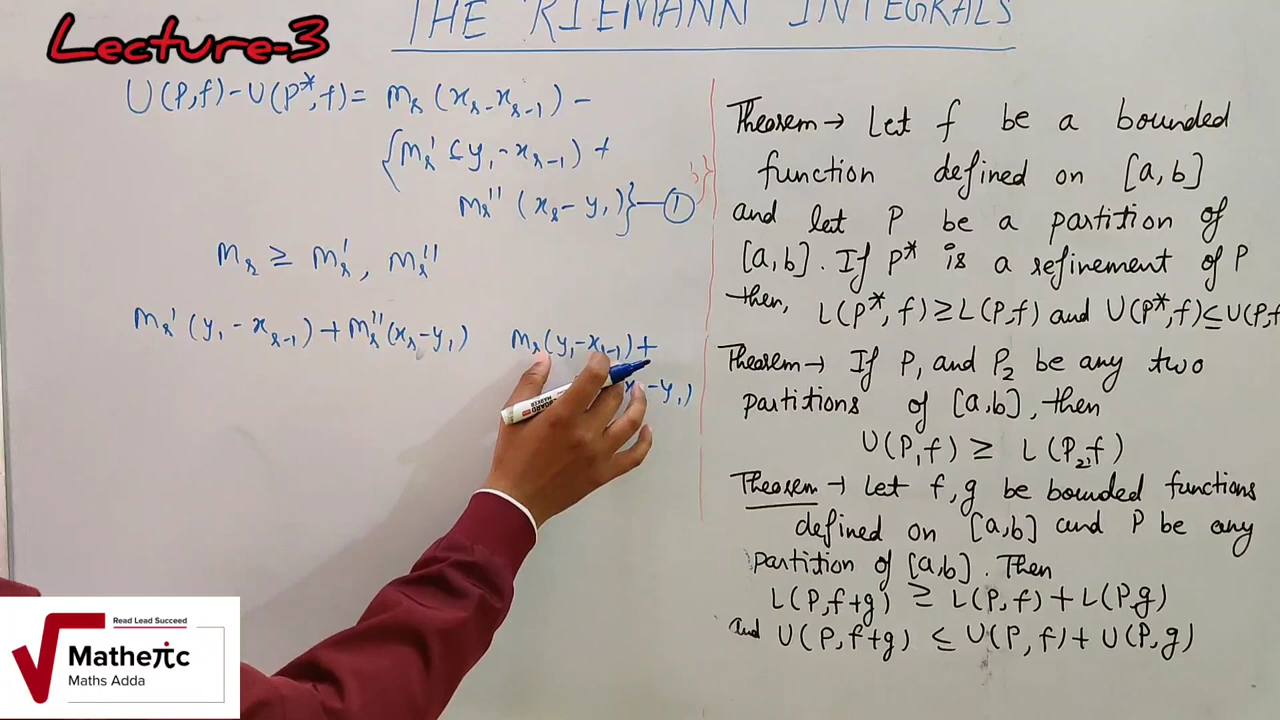 THE RIEMANN INTEGRALS
Lecture-3
U(P,f)-U(P*,f)= Mr(xr-xr-1)-
{Mr'(y1-xr-1)+
Mr''(xr-y1)}—①
Mr ≥ Mr', Mr''
Mr'(y1-xr-1)+Mr''(xr-y1)
Mr(y1-xr-1)+
(xr-y1)
Theorem→ Let f be a bounded
function defined on [a,b]
and let P be a partition of
[a,b]. If P* is a refinement of P
then, L(P*,f)≥L(P,f) and U(P*,f)≤U(P,f
Theorem→ If P1 and P2 be any two
partitions of [a,b], then
U(P1,f) ≥ L(P2,f)
Theorem→ Let f,g be bounded functions
defined on [a,b] and P be any
partition of [a,b]. Then
L(P,f+g) ≥ L(P,f)+L(P,g)
and U(P,f+g) ≤ U(P,f)+U(P,g)
Read Lead Succeed
Matheπc
Maths Adda